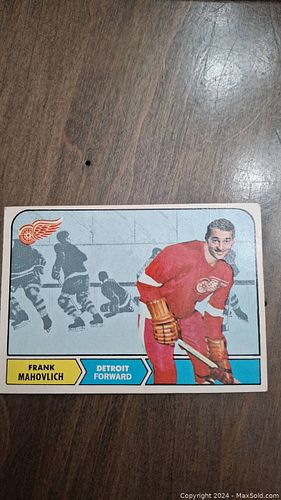 FRANK
MAHOVLICH
DETROIT
FORWARD
Copyright 2024 - MaxSold.com